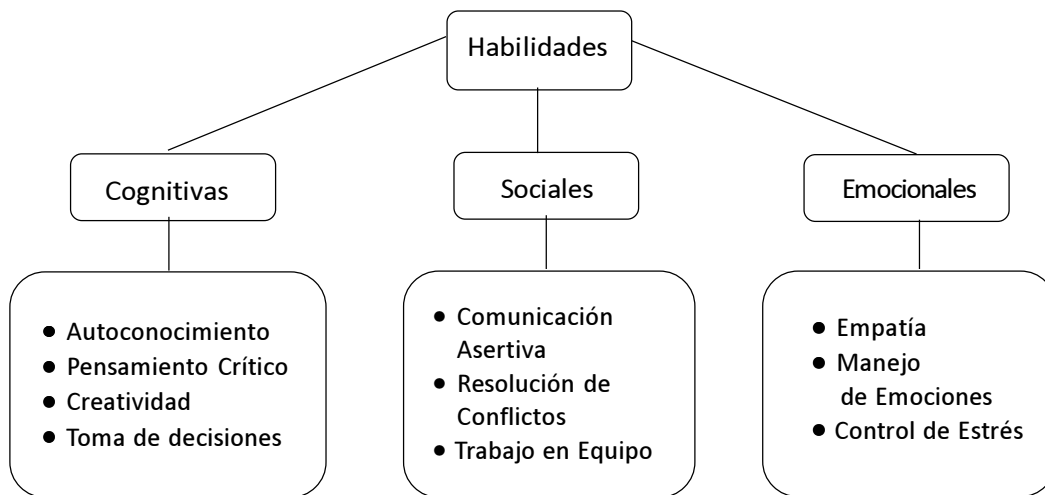 Habilidades
Cognitivas
Sociales
Emocionales
● Autoconocimiento
● Pensamiento Crítico
● Creatividad
● Toma de decisiones
● Comunicación
Asertiva
● Resolución de
Conflictos
● Trabajo en Equipo
● Empatía
● Manejo
de Emociones
● Control de Estrés